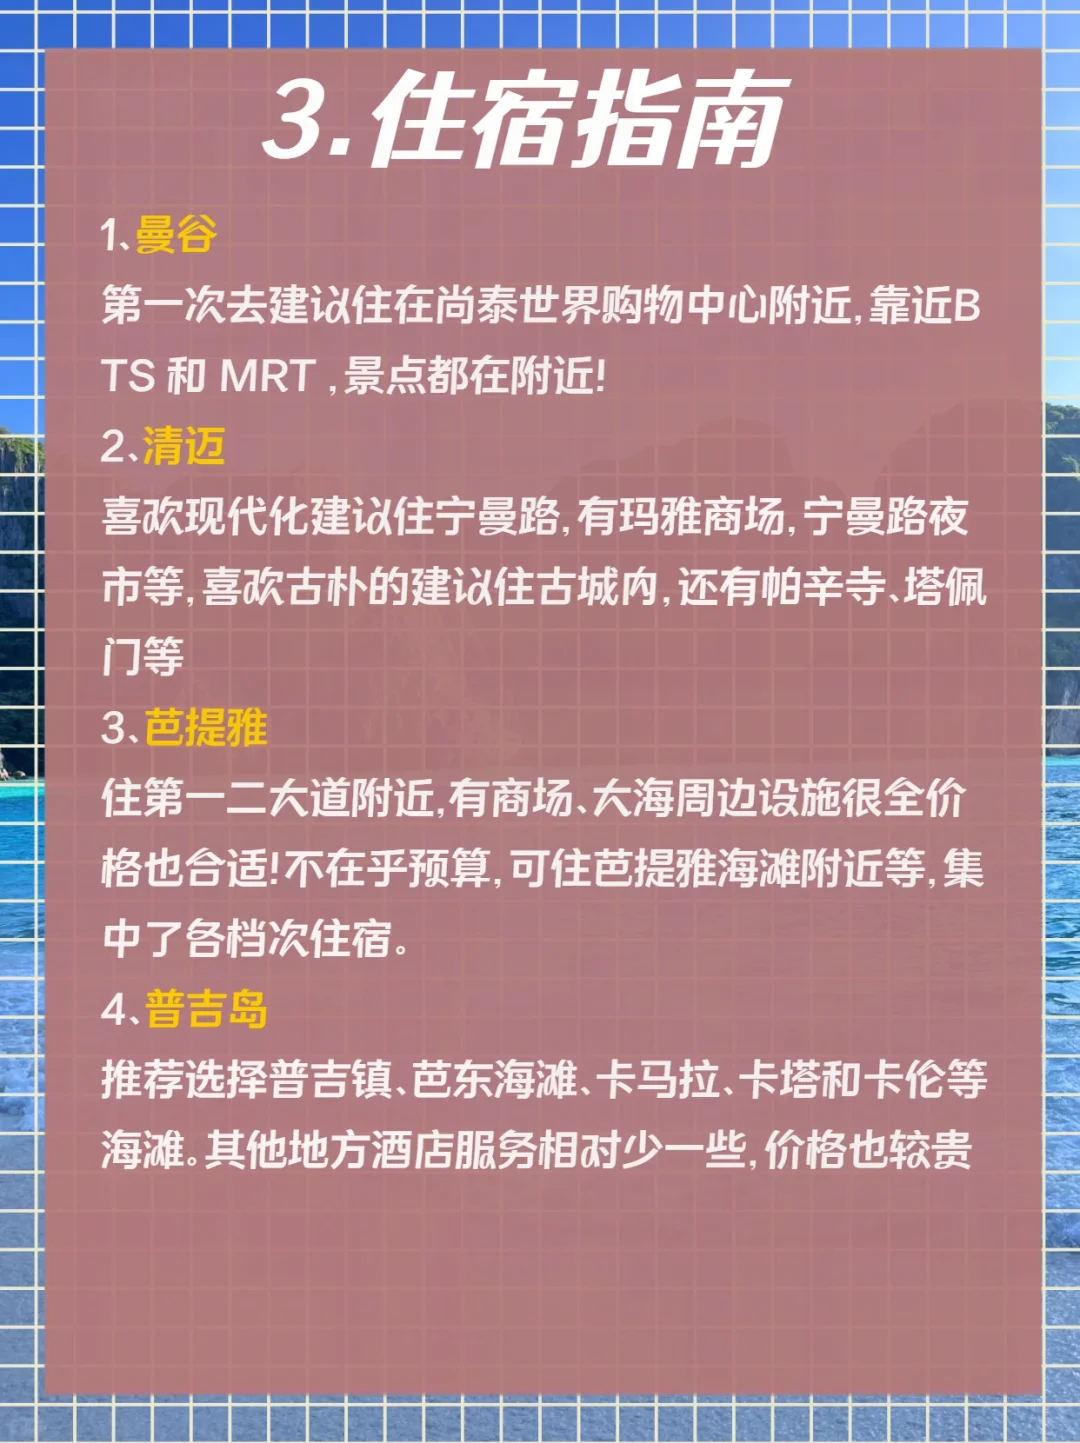 3.住宿指南
1、曼谷
第一次去建议住在尚泰世界购物中心附近,靠近B
TS 和 MRT ,景点都在附近!
2、清迈
喜欢现代化建议住宁曼路,有玛雅商场,宁曼路夜
市等,喜欢古朴的建议住古城内,还有帕辛寺、塔佩
门等
3、芭提雅
住第一二大道附近,有商场、大海周边设施很全价
格也合适!不在乎预算,可住芭提雅海滩附近等,集
中了各档次住宿。
4、普吉岛
推荐选择普吉镇、芭东海滩、卡马拉、卡塔和卡伦等
海滩。其他地方酒店服务相对少一些,价格也较贵